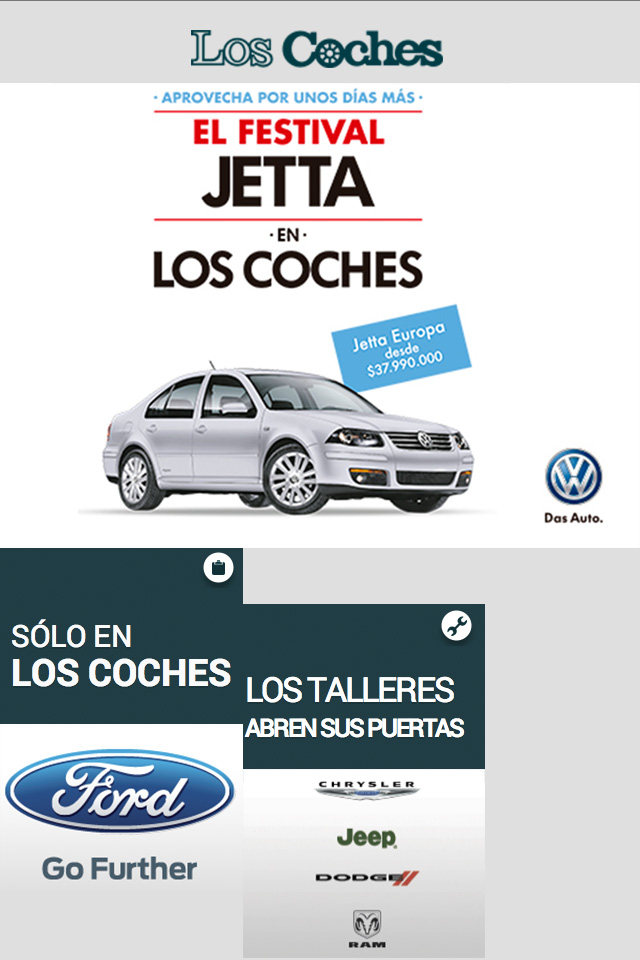 Los Coches
· APROVECHA POR UNOS DÍAS MÁS ·
EL FESTIVAL
JETTA
· EN ·
LOS COCHES
Jetta Europa
desde
$37.990.000
Das Auto.
SÓLO EN
LOS COCHES
Ford
Go Further
LOS TALLERES
ABREN SUS PUERTAS
CHRYSLER
Jeep
DODGE
RAM